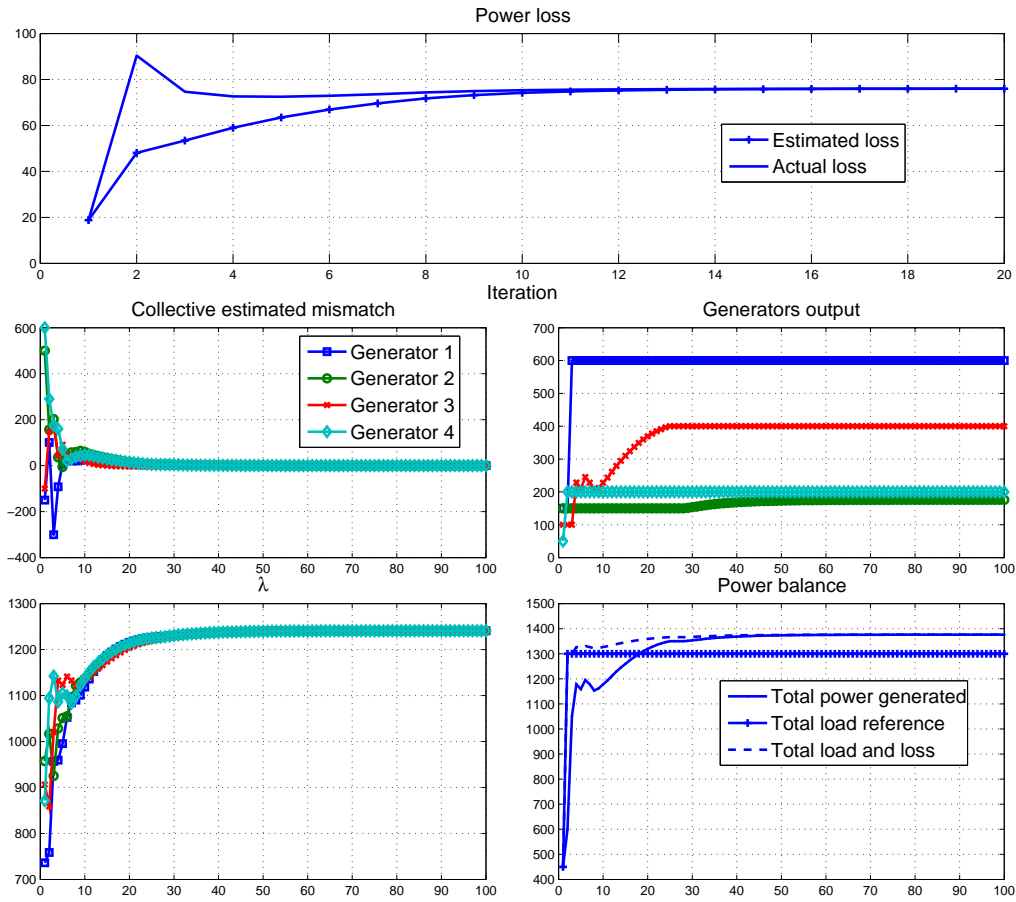 Power loss
100
80
60
40
20
0
0 2 4 6 8 10 12 14 16 18 20
Estimated loss
Actual loss
Iteration
Collective estimated mismatch
600
400
200
0
−200
−400
0 10 20 30 40 50 60 70 80 90 100
Generator 1
Generator 2
Generator 3
Generator 4
Generators output
700
600
500
400
300
200
100
0
0 10 20 30 40 50 60 70 80 90 100
λ
1300
1200
1100
1000
900
800
700
0 10 20 30 40 50 60 70 80 90 100
Power balance
1500
1400
1300
1200
1100
1000
900
800
700
600
500
400
0 10 20 30 40 50 60 70 80 90 100
Total power generated
Total load reference
Total load and loss